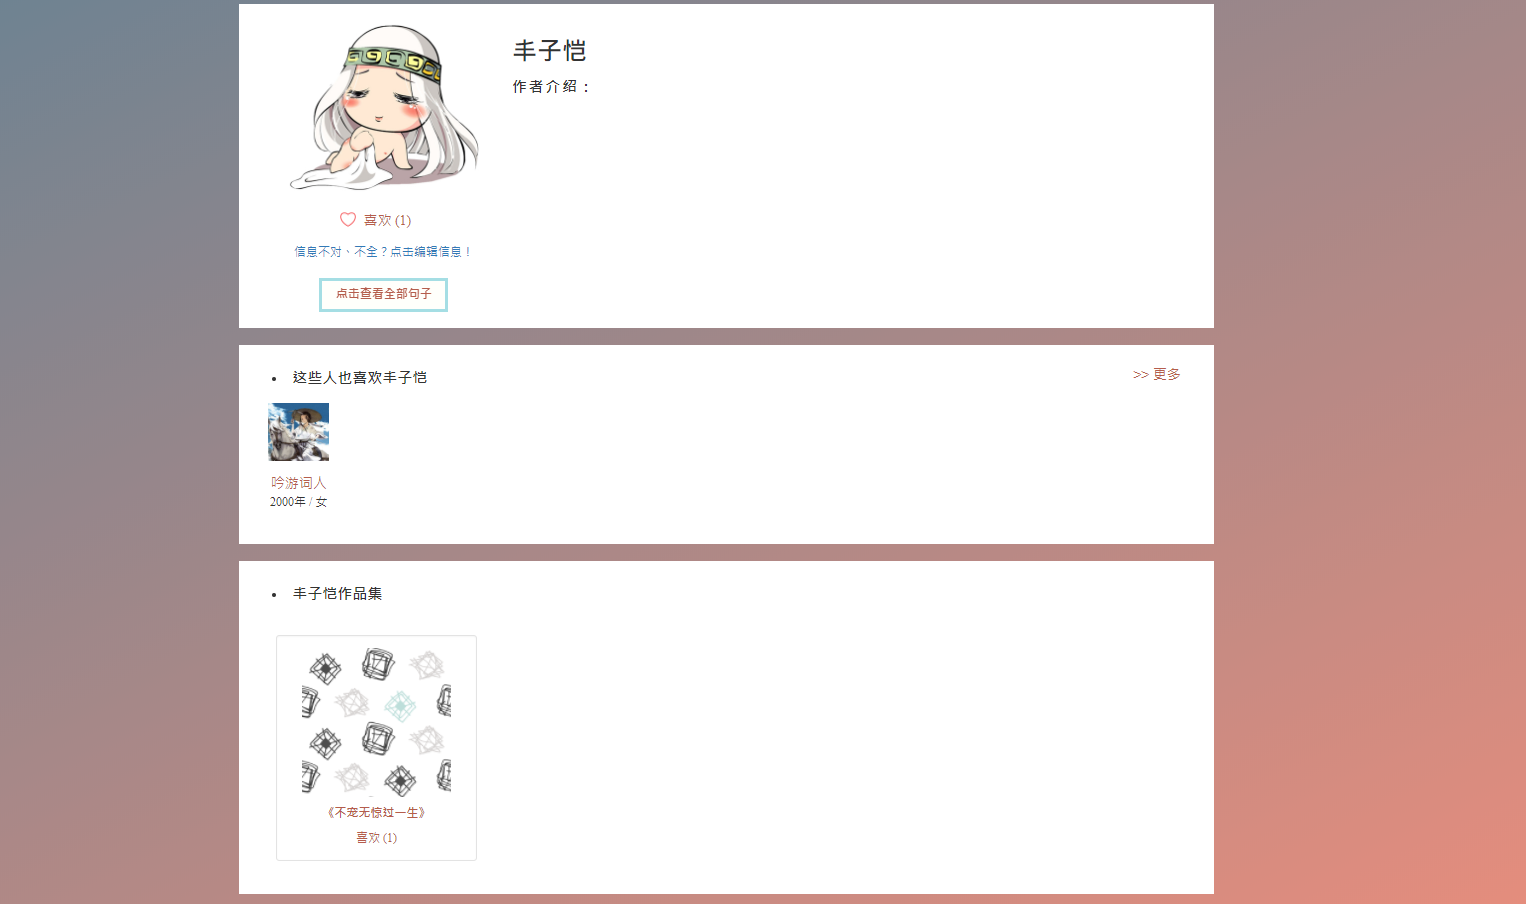 丰子恺
作者介绍：
喜欢 (1)
信息不对、不全？点击编辑信息！
点击查看全部句子
这些人也喜欢丰子恺
>> 更多
吟游词人
2000年 / 女
丰子恺作品集
《不宠无惊过一生》
喜欢 (1)